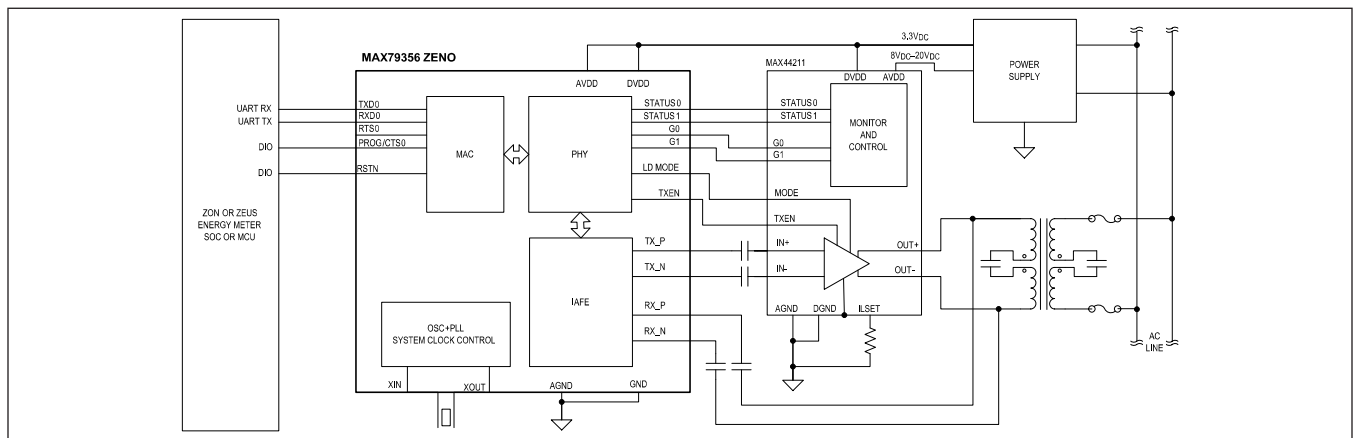 3.3VDC
8VDC–20VDC
POWER
SUPPLY
MAX79356 ZENO
AVDD
DVDD
MAX44211
DVDD
AVDD
UART RX
UART TX
DIO
DIO
TXD0
RXD0
RTS0
PROG/CTS0
RSTN
MAC
PHY
STATUS0
STATUS1
G0
G1
LD MODE
TXEN
STATUS0
STATUS1
G0
G1
MODE
TXEN
MONITOR
AND
CONTROL
ZON OR ZEUS
ENERGY METER
SOC OR MCU
IAFE
TX_P
TX_N
RX_P
RX_N
IN+
IN-
OUT+
OUT-
AGND
DGND
ILSET
OSC+PLL
SYSTEM CLOCK CONTROL
XIN
XOUT
AGND
GND
AC
LINE